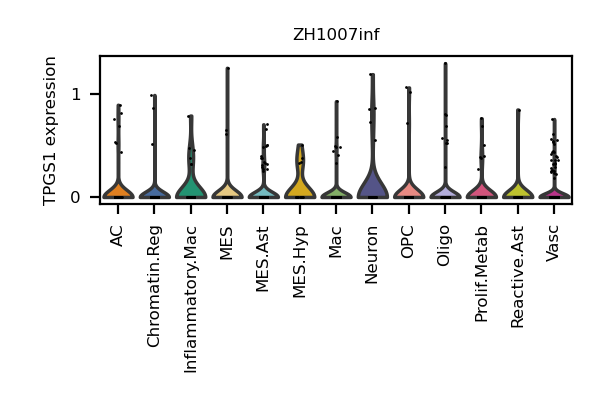 ZH1007inf
TPGS1 expression
1
0
AC
Chromatin.Reg
Inflammatory.Mac
MES
MES.Ast
MES.Hyp
Mac
Neuron
OPC
Oligo
Prolif.Metab
Reactive.Ast
Vasc